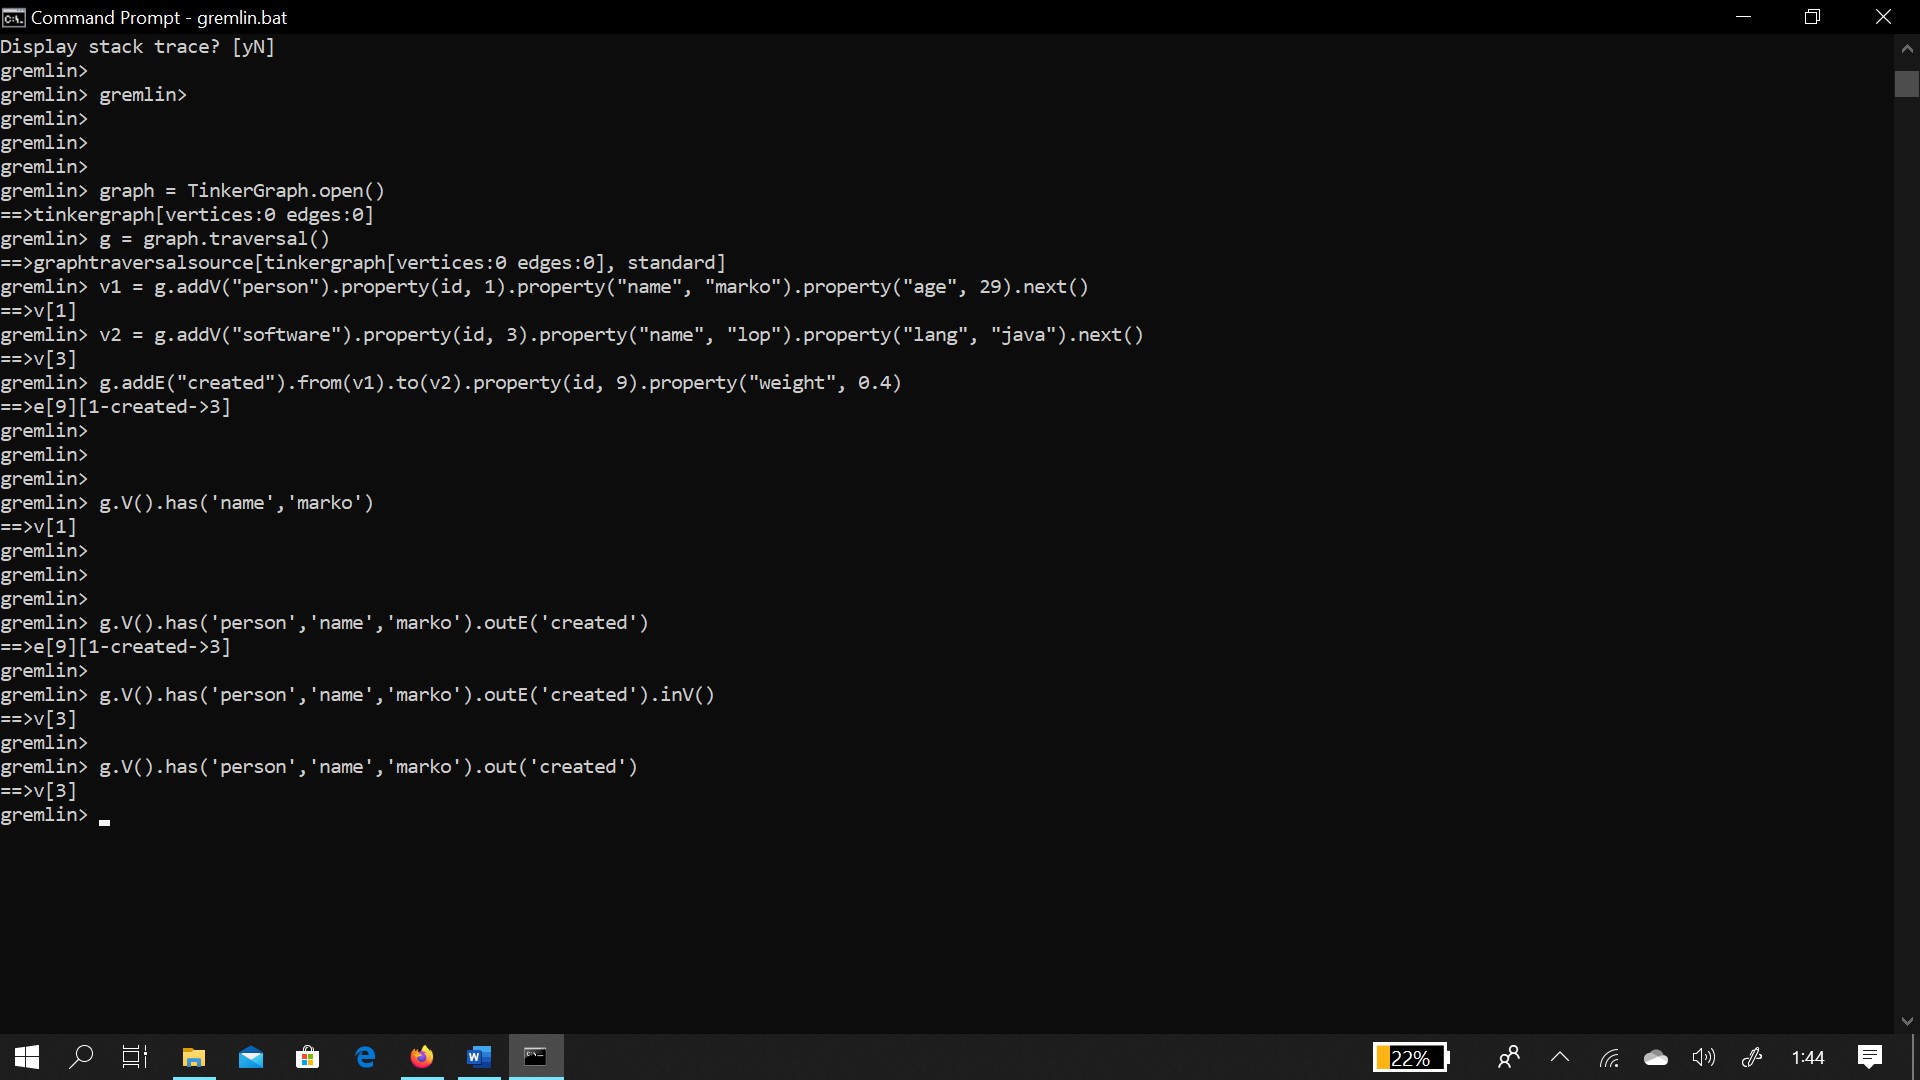 Command Prompt - gremlin.bat
Display stack trace? [yN]
gremlin>
gremlin> gremlin>
gremlin>
gremlin>
gremlin>
gremlin> graph = TinkerGraph.open()
==>tinkergraph[vertices:0 edges:0]
gremlin> g = graph.traversal()
==>graphtraversalsource[tinkergraph[vertices:0 edges:0], standard]
gremlin> v1 = g.addV("person").property(id, 1).property("name", "marko").property("age", 29).next()
==>v[1]
gremlin> v2 = g.addV("software").property(id, 3).property("name", "lop").property("lang", "java").next()
==>v[3]
gremlin> g.addE("created").from(v1).to(v2).property(id, 9).property("weight", 0.4)
==>e[9][1-created->3]
gremlin>
gremlin>
gremlin>
gremlin> g.V().has('name','marko')
==>v[1]
gremlin>
gremlin>
gremlin>
gremlin> g.V().has('person','name','marko').outE('created')
==>e[9][1-created->3]
gremlin>
gremlin> g.V().has('person','name','marko').outE('created').inV()
==>v[3]
gremlin>
gremlin> g.V().has('person','name','marko').out('created')
==>v[3]
gremlin>
22%
1:44